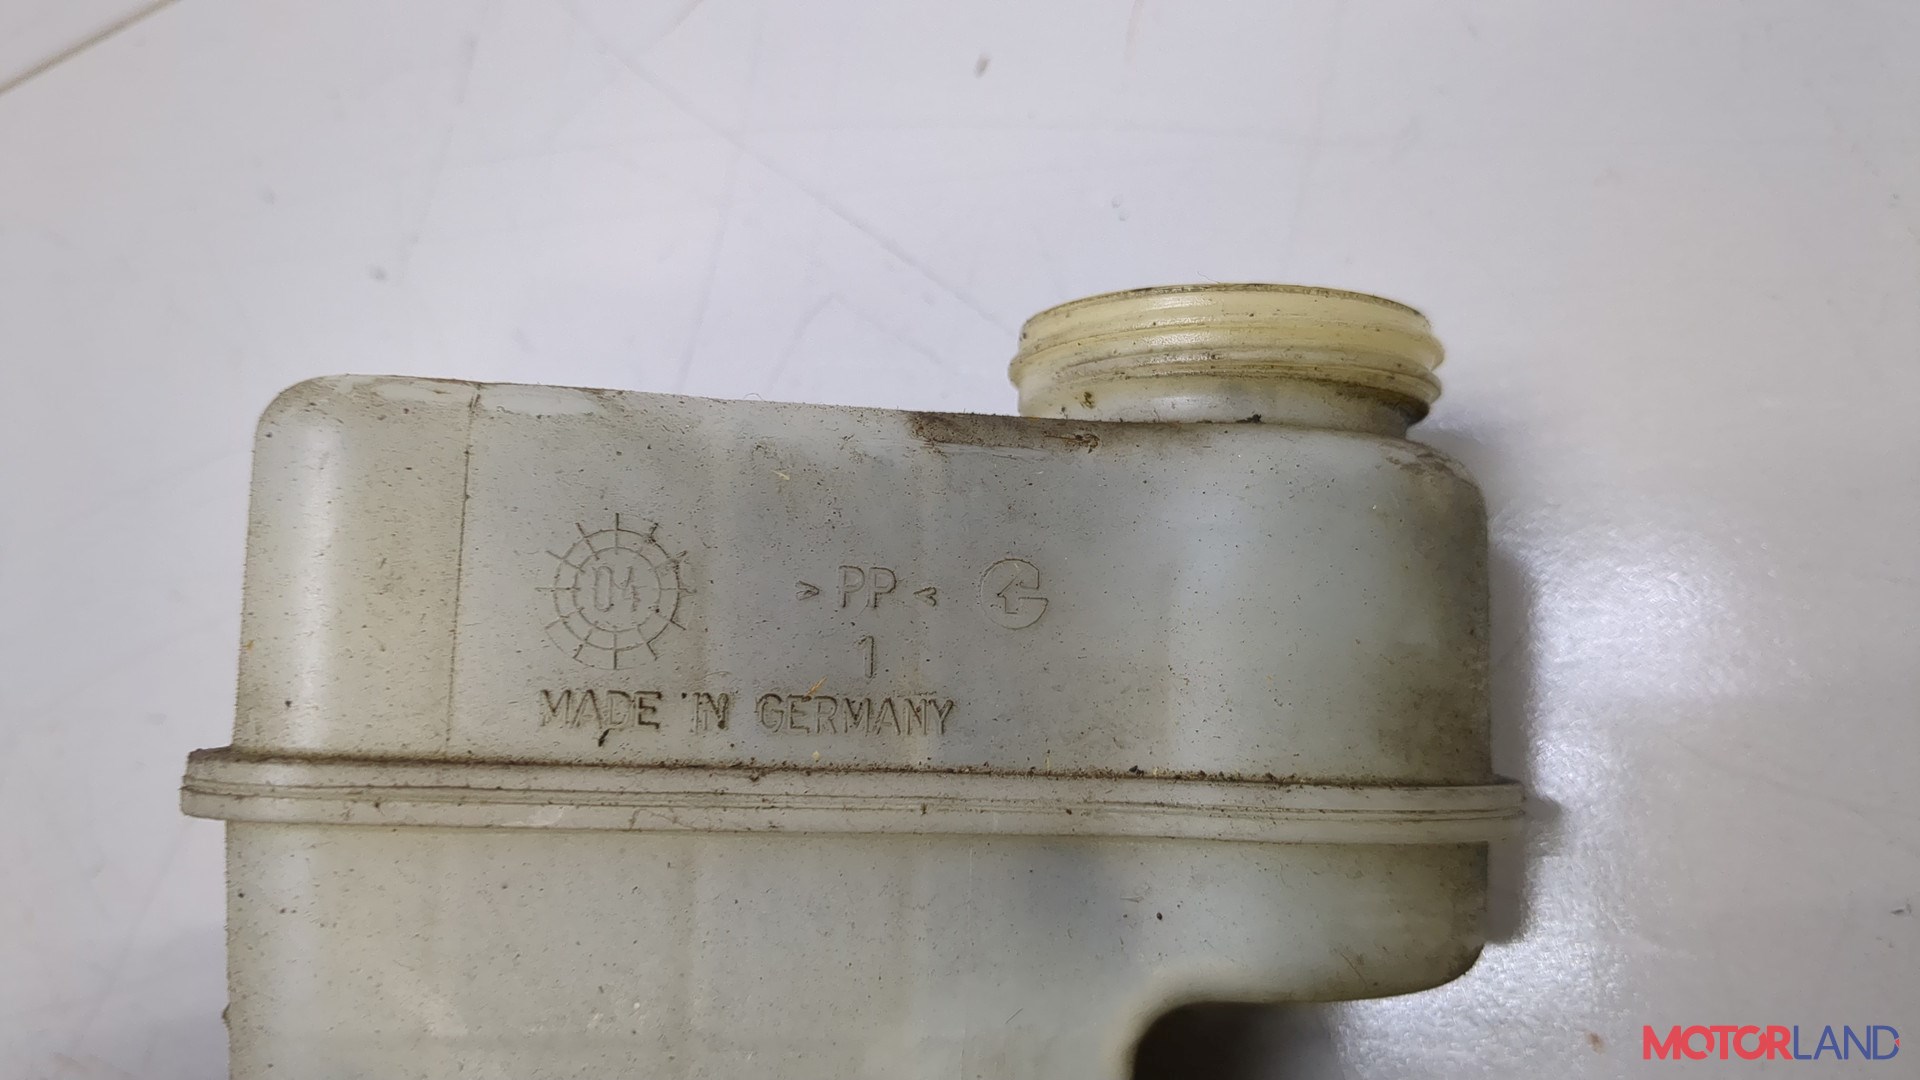 04
> PP <
1
MADE IN GERMANY
MOTORLAND